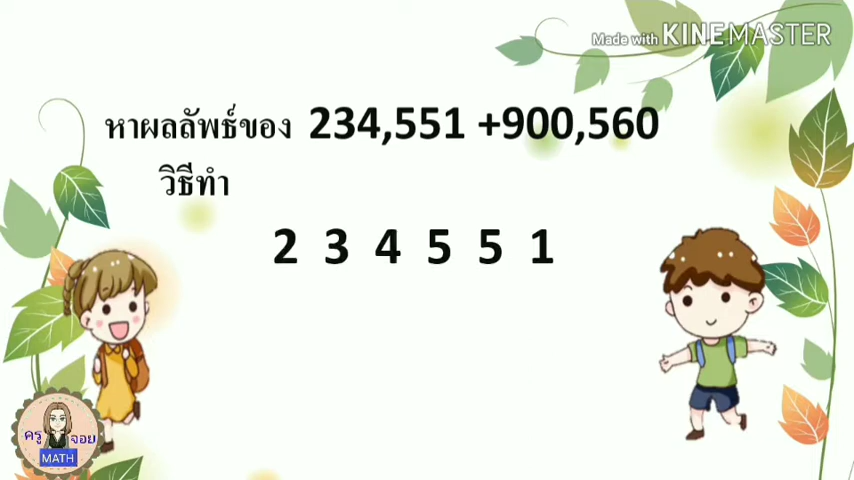 Made with KINEMASTER
หาผลลัพธ์ของ 234,551 +900,560
วิธีทำ
2 3 4 5 5 1
ครู จอย
MATH